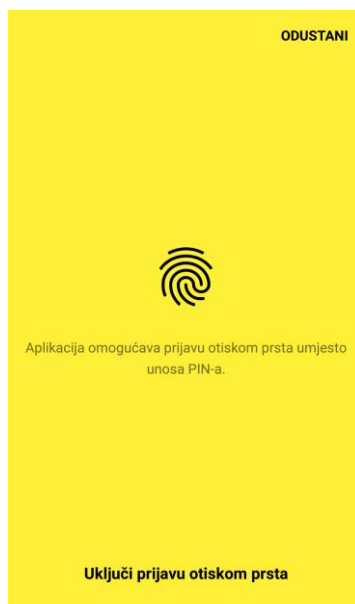 ODUSTANI
Aplikacija omogućava prijavu otiskom prsta umjesto
unosa PIN-a.
Uključi prijavu otiskom prsta